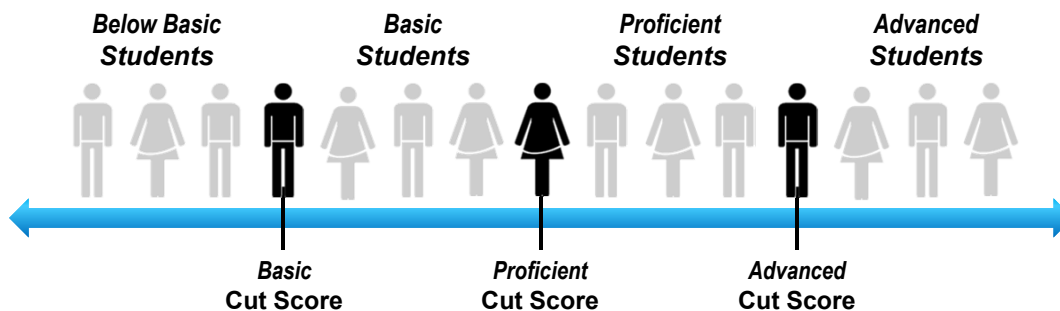 Below Basic
Students
Basic
Students
Proficient
Students
Advanced
Students
Basic
Cut Score
Proficient
Cut Score
Advanced
Cut Score